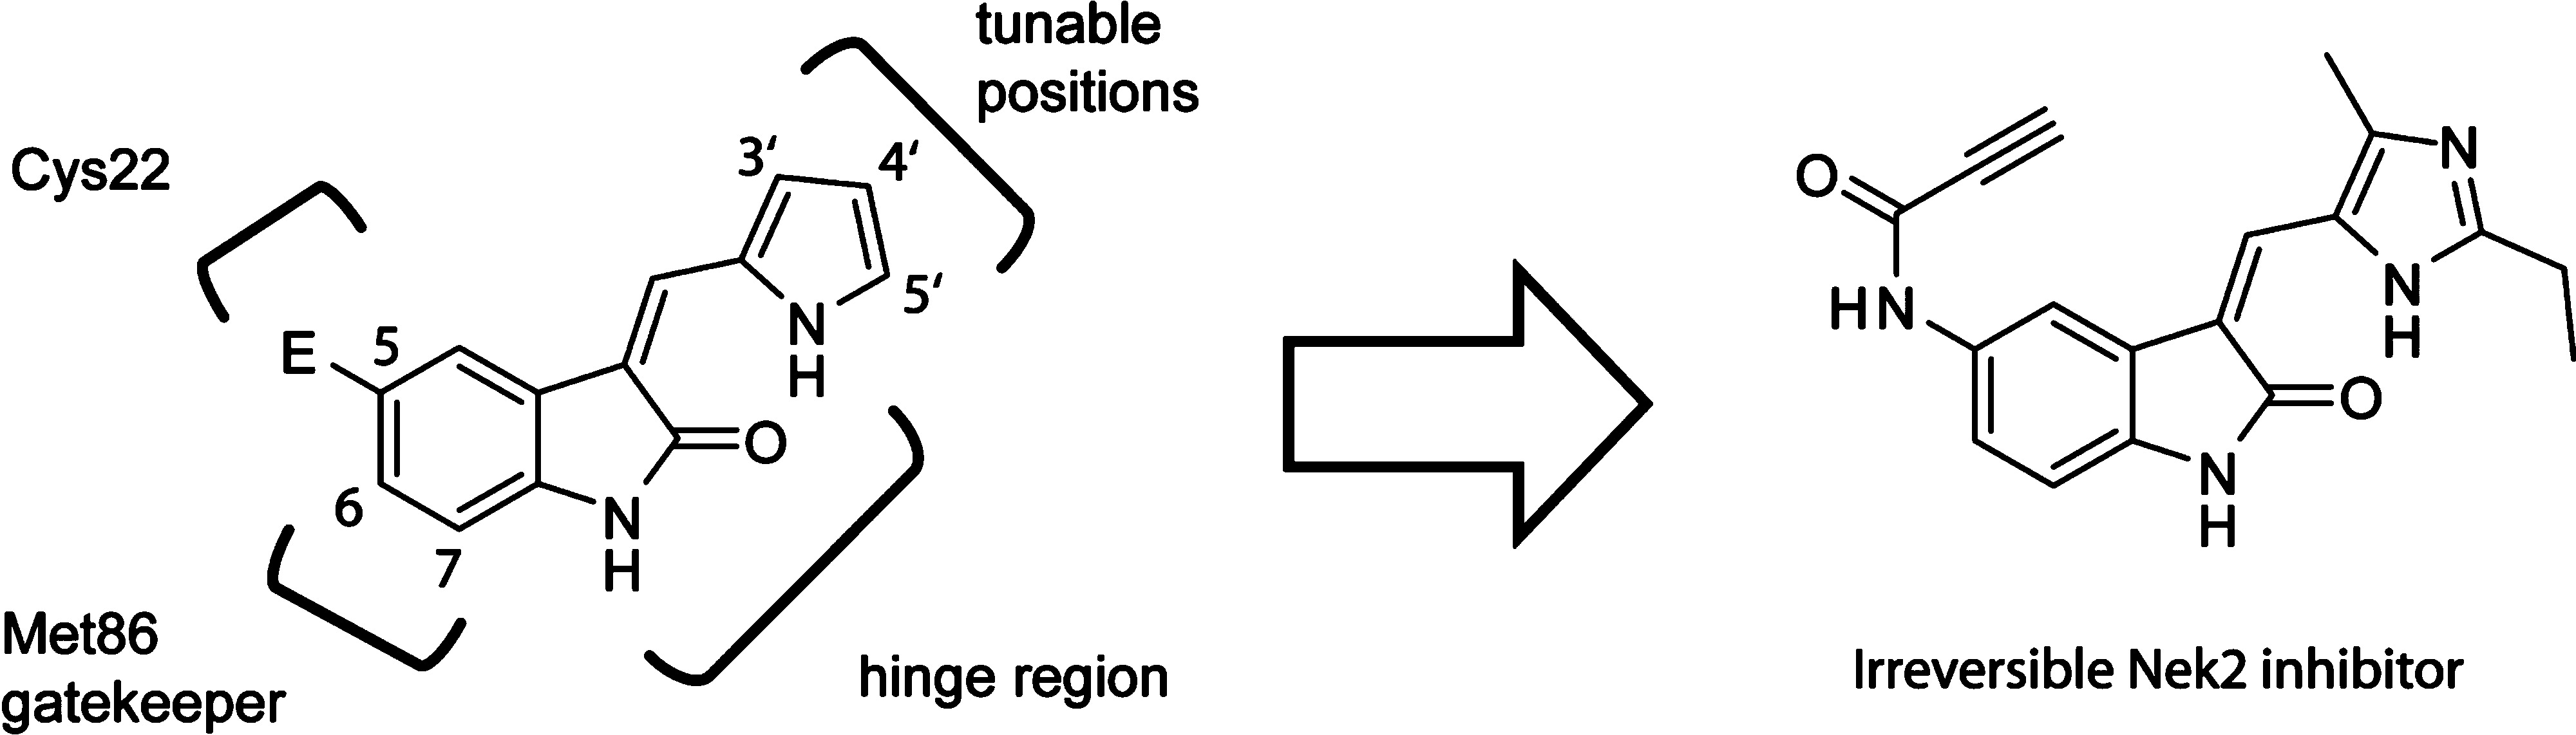 tunable
positions
Cys22
3′
4′
5′
N
H
E
5
6
7
O
N
H
Met86
gatekeeper
hinge region
O
HN
N
N
H
O
N
H
Irreversible Nek2 inhibitor